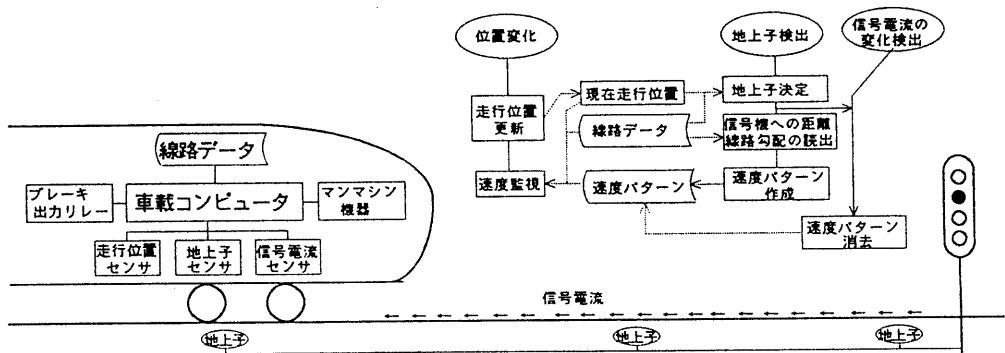 位置変化
地上子検出
信号電流の
変化検出
走行位置
更新
現在走行位置
地上子決定
線路データ
信号機への距離
線路勾配の読出
速度監視
速度パターン
速度パターン
作成
速度パターン
消去
線路データ
ブレーキ
出力リレー
車載コンピュータ
マンマシン
機器
走行位置
センサ
地上子
センサ
信号電流
センサ
信号電流
地上子
地上子
地上子